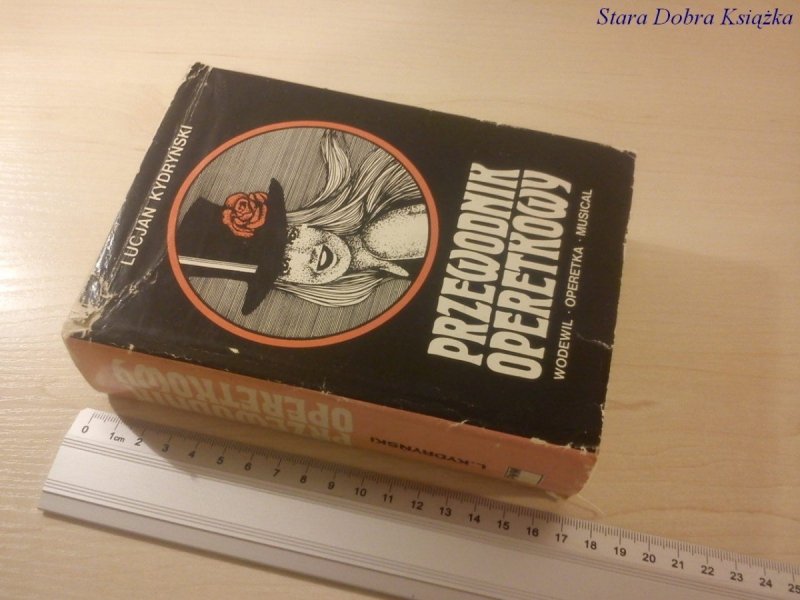 Stara Dobra Książka
LUCJAN KYDRYŃSKI
PRZEWODNIK
OPERETKOWY
WODEWIL · OPERETKA · MUSICAL
PRZEWODNIK
OPERETKOWY
L. KYDRYŃSKI
0 1cm 2 3 4 5 6 7 8 9 10 11 12 13 14 15 16 17 18 19 20 21 22 23 24 25